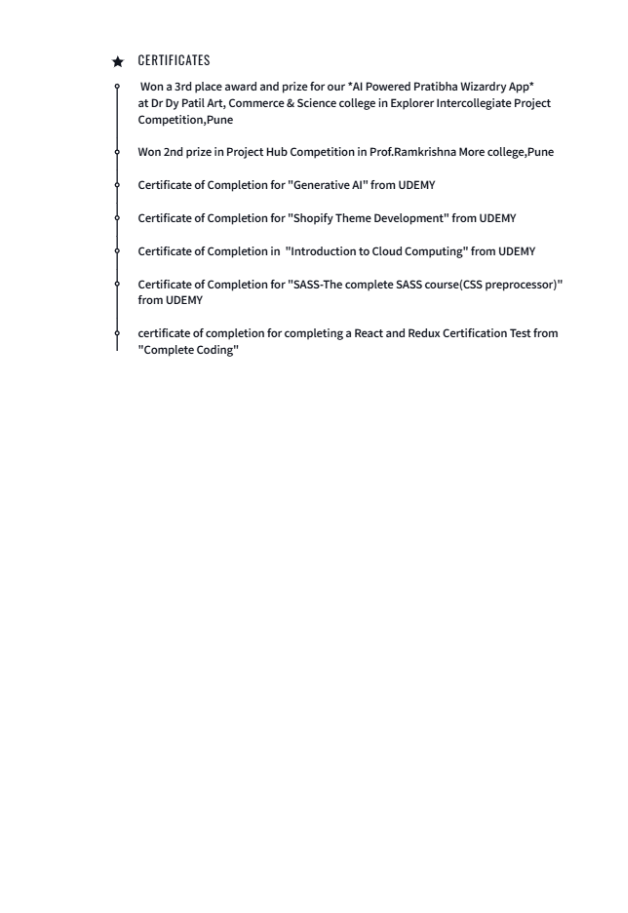 CERTIFICATES
Won a 3rd place award and prize for our *AI Powered Pratibha Wizardry App*
at Dr Dy Patil Art, Commerce & Science college in Explorer Intercollegiate Project
Competition,Pune
Won 2nd prize in Project Hub Competition in Prof.Ramkrishna More college,Pune
Certificate of Completion for "Generative AI" from UDEMY
Certificate of Completion for "Shopify Theme Development" from UDEMY
Certificate of Completion in  "Introduction to Cloud Computing" from UDEMY
Certificate of Completion for "SASS-The complete SASS course(CSS preprocessor)"
from UDEMY
certificate of completion for completing a React and Redux Certification Test from
"Complete Coding"